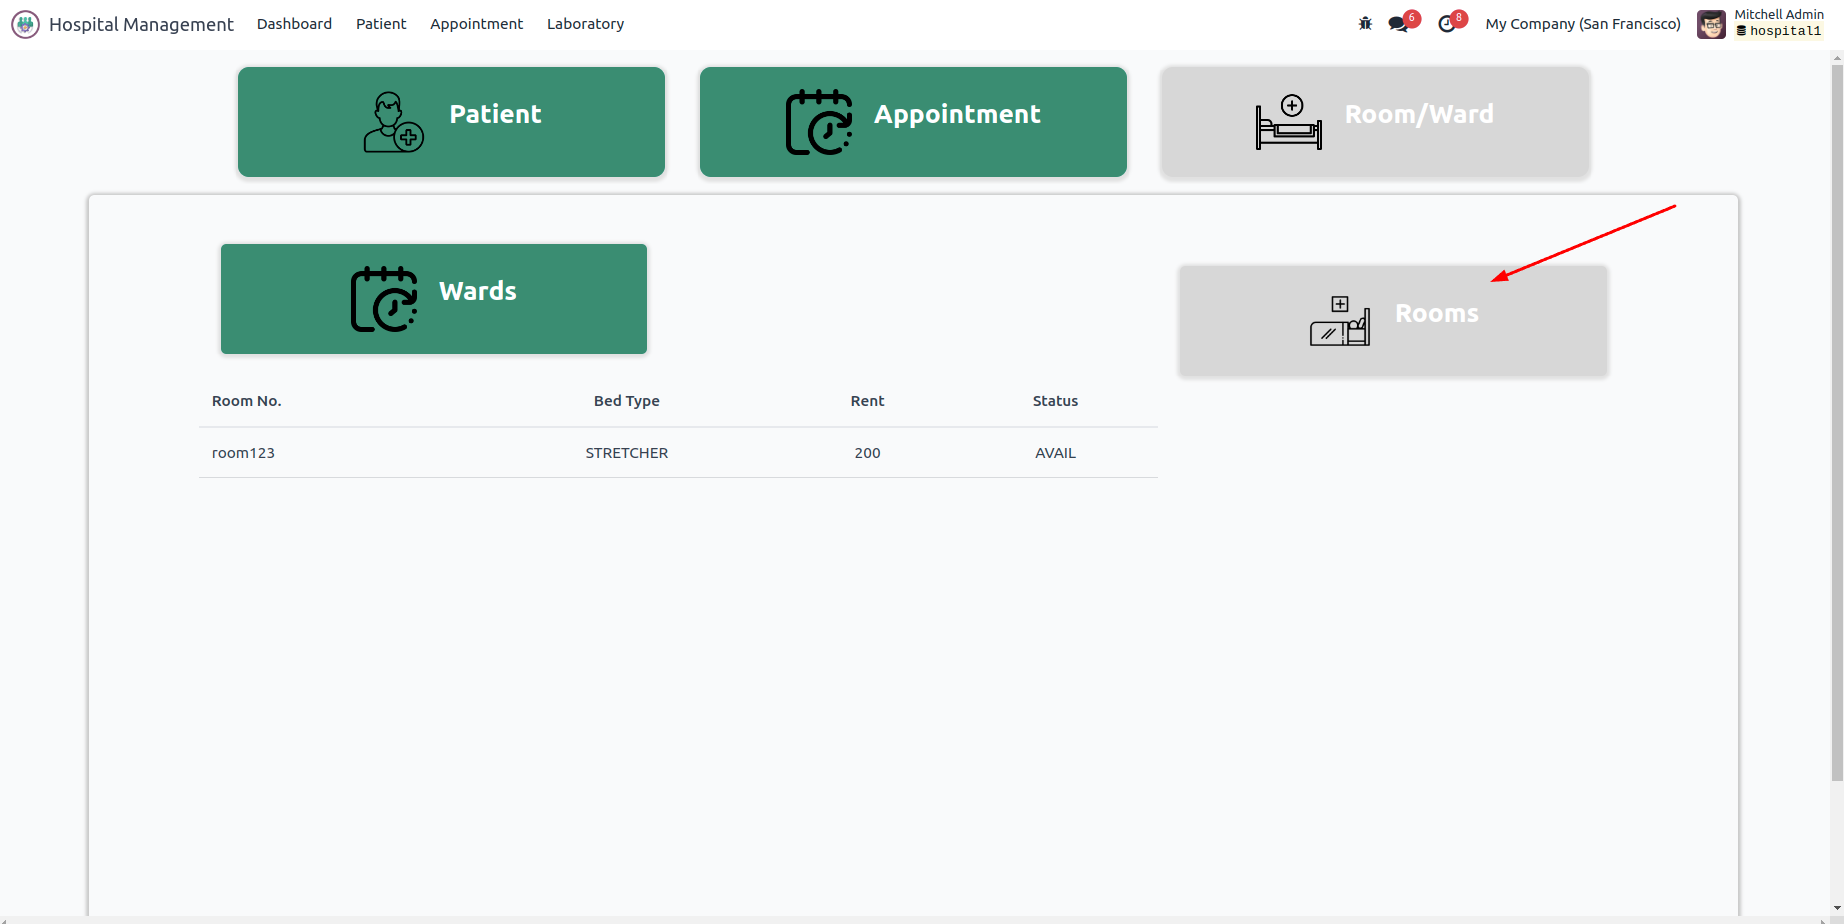 Hospital Management Dashboard Patient Appointment Laboratory 6 8 My Company (San Francisco) Mitchell Admin
hospital1
Patient Appointment Room/Ward
Wards
Rooms
Room No. Bed Type Rent Status
room123 STRETCHER 200 AVAIL